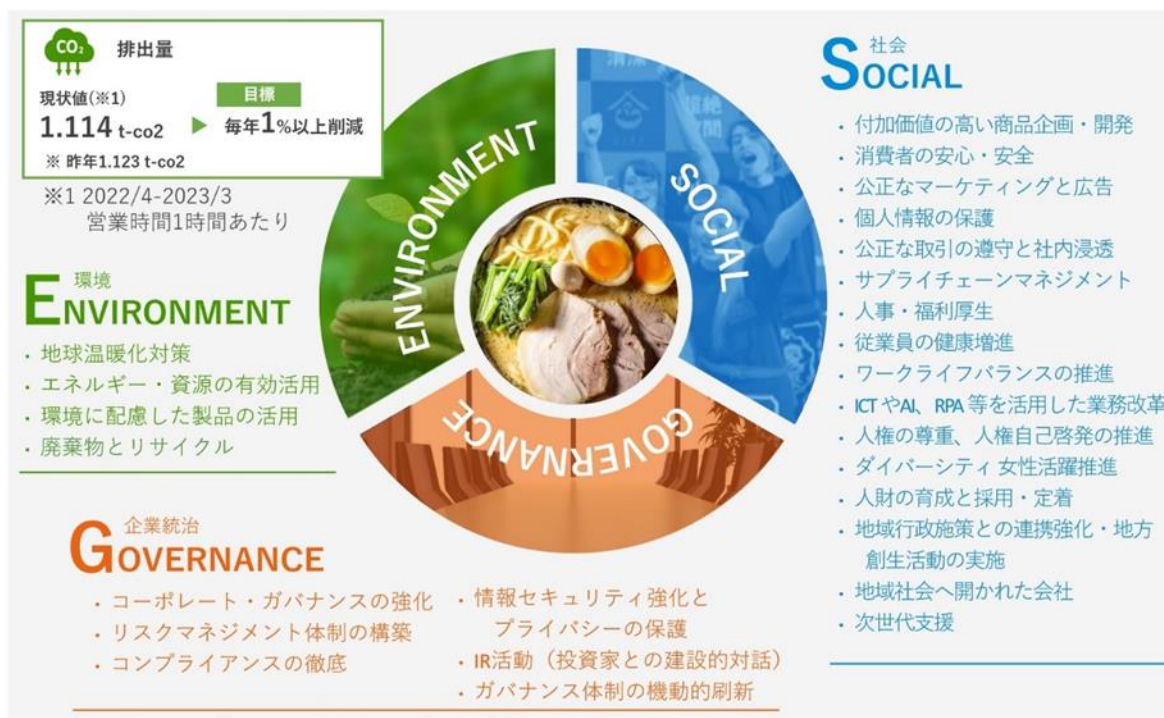 CO₂
排出量
現状値(※1)
1.114 t-co2
目標
毎年1%以上削減
※ 昨年1.123 t-co2
※1 2022/4-2023/3
営業時間1時間あたり
環境
ENVIRONMENT
・地球温暖化対策
・エネルギー・資源の有効活用
・環境に配慮した製品の活用
・廃棄物とリサイクル
ENVIRONMENT
SOCIAL
GOVERNANCE
社会
SOCIAL
・付加価値の高い商品企画・開発
・消費者の安心・安全
・公正なマーケティングと広告
・個人情報の保護
・公正な取引の遵守と社内浸透
・サプライチェーンマネジメント
・人事・福利厚生
・従業員の健康増進
・ワークライフバランスの推進
・ICTやAI、RPA等を活用した業務改革
・人権の尊重、人権自己啓発の推進
・ダイバーシティ 女性活躍推進
・人財の育成と採用・定着
・地域行政施策との連携強化・地方
創生活動の実施
・地域社会へ開かれた会社
・次世代支援
企業統治
GOVERNANCE
・コーポレート・ガバナンスの強化
・リスクマネジメント体制の構築
・コンプライアンスの徹底
・情報セキュリティ強化と
プライバシーの保護
・IR活動（投資家との建設的対話）
・ガバナンス体制の機動的刷新